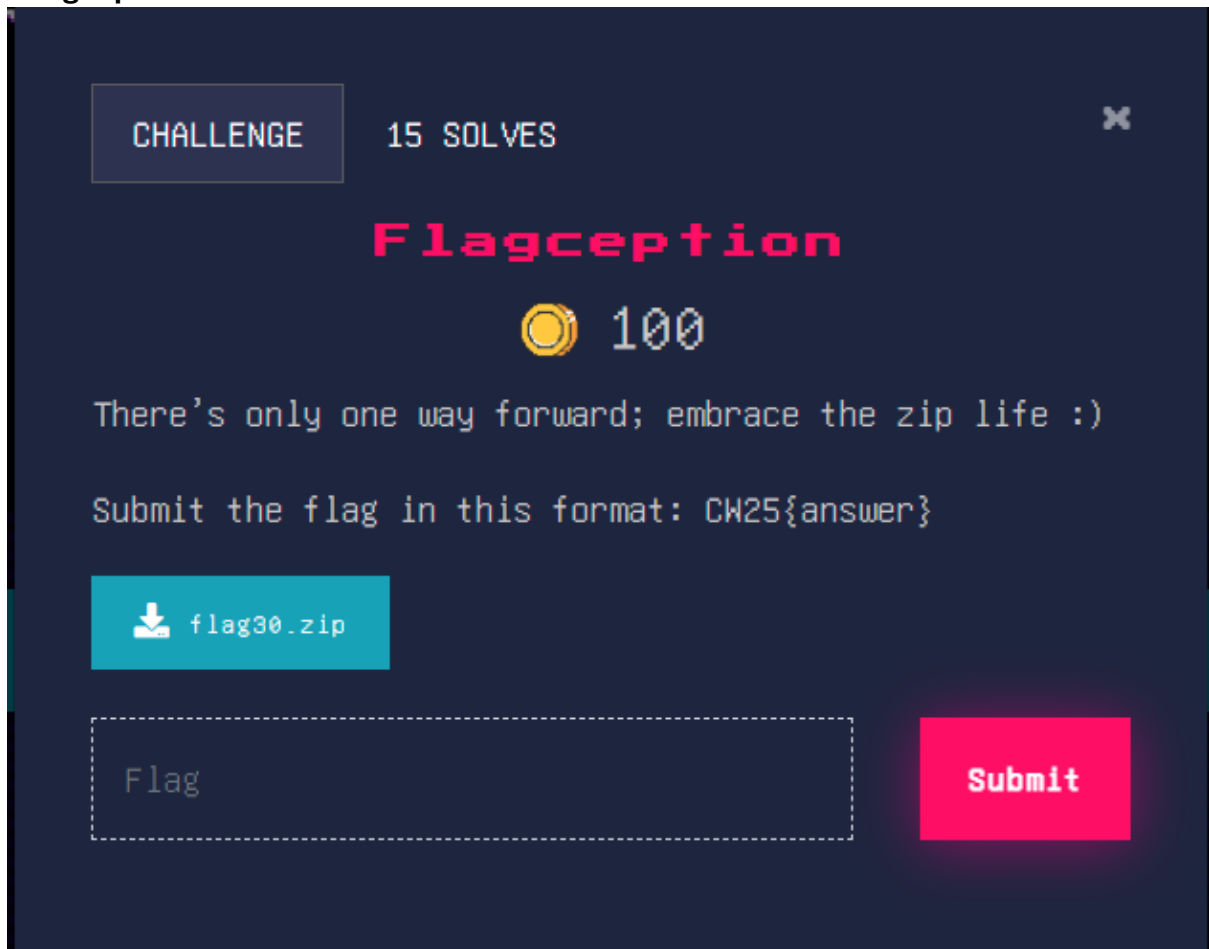 CHALLENGE
15 SOLVES
Flagception
100
There's only one way forward; embrace the zip life :)
Submit the flag in this format: CW25{answer}
flag30.zip
Flag
Submit